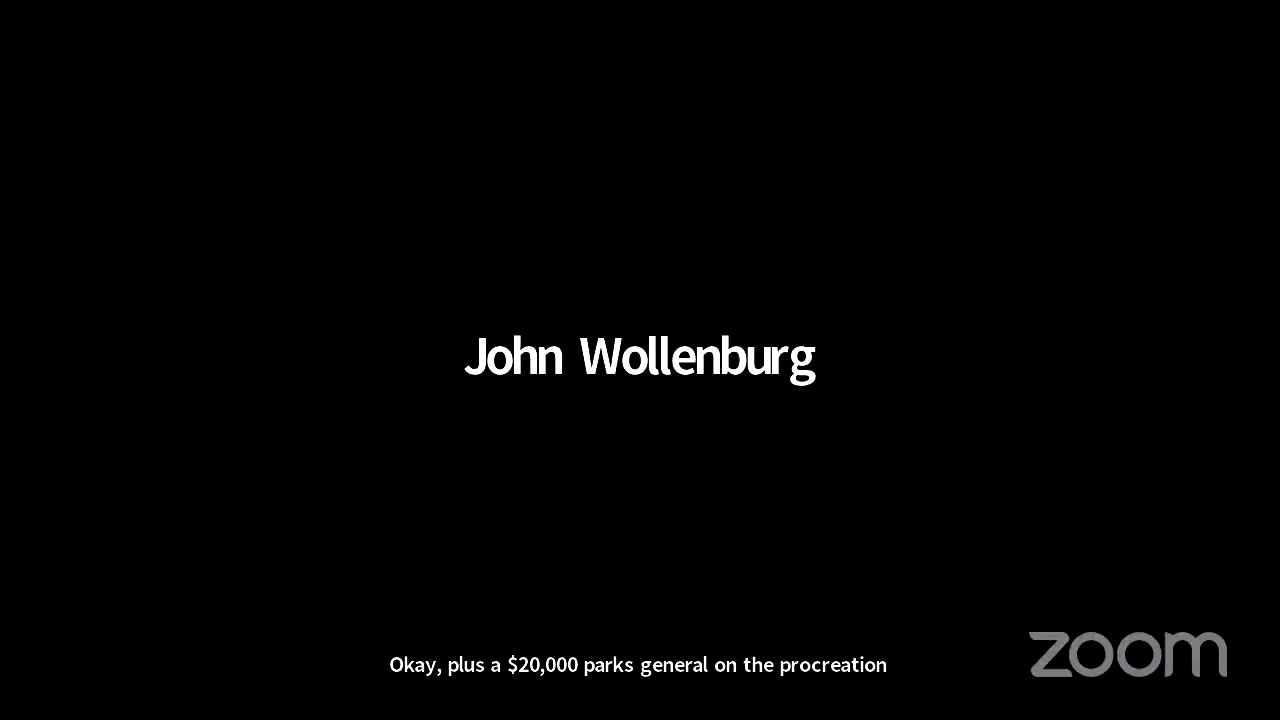 John Wollenburg
Okay, plus a $20,000 parks general on the procreation
zoom